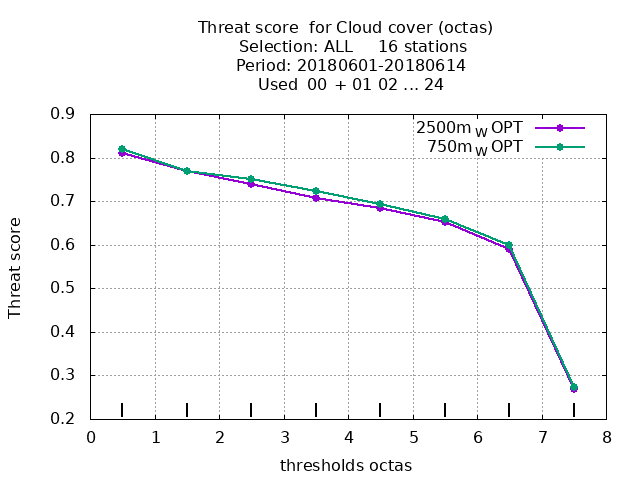 Threat score  for Cloud cover (octas)
Selection: ALL     16 stations
Period: 20180601-20180614
Used  00  + 01 02 ... 24
2500m W OPT
750m W OPT
0.9
0.8
0.7
0.6
0.5
0.4
0.3
0.2
Threat score
0 1 2 3 4 5 6 7 8
thresholds octas